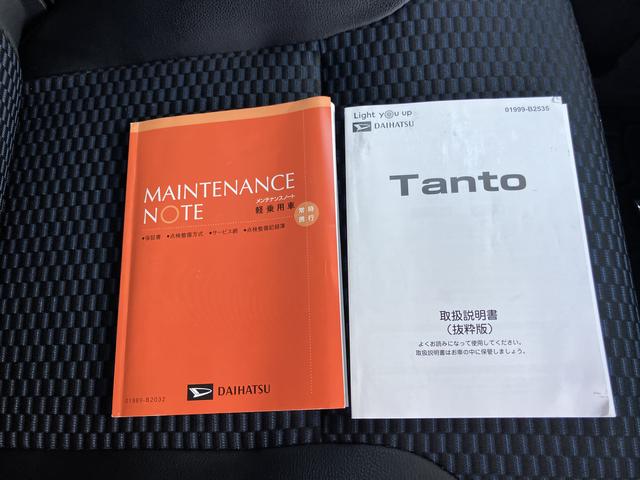 MAINTENANCE
NOTE
メンテナンスノート
軽乗用車
常時
携行
●保証書 ●点検整備方式 ●サービス網 ●点検整備記録簿
DAIHATSU
01999-B2032
Light you up
01999-B2535
DAIHATSU
Tanto
取扱説明書
(抜粋版)
よくお読みになって使用してください。
取扱説明書はお車の中に保管しましょう。